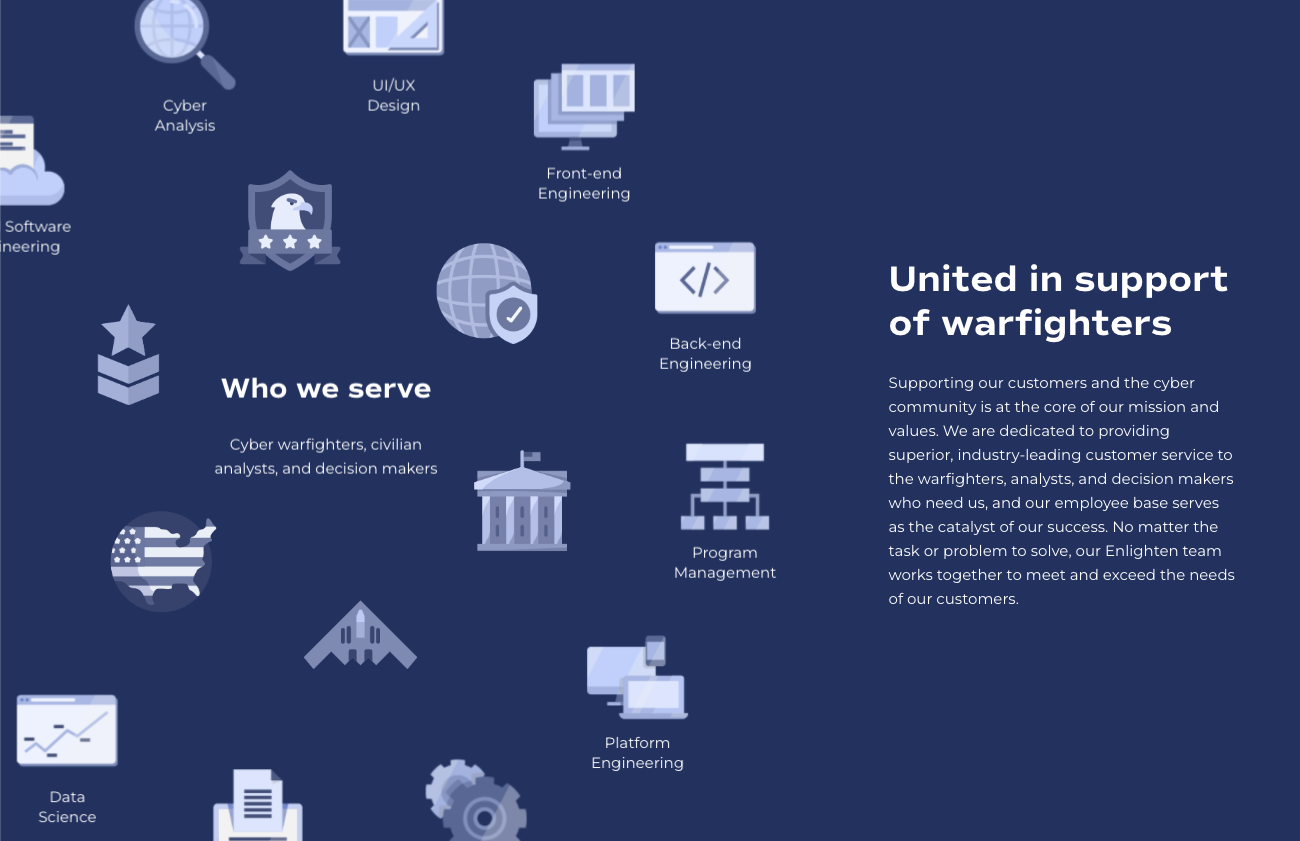 Cyber
Analysis
UI/UX
Design
Front-end
Engineering
Software
ineering
Back-end
Engineering
Who we serve
Cyber warfighters, civilian
analysts, and decision makers
Program
Management
Platform
Engineering
Data
Science
United in support
of warfighters
Supporting our customers and the cyber
community is at the core of our mission and
values. We are dedicated to providing
superior, industry-leading customer service to
the warfighters, analysts, and decision makers
who need us, and our employee base serves
as the catalyst of our success. No matter the
task or problem to solve, our Enlighten team
works together to meet and exceed the needs
of our customers.